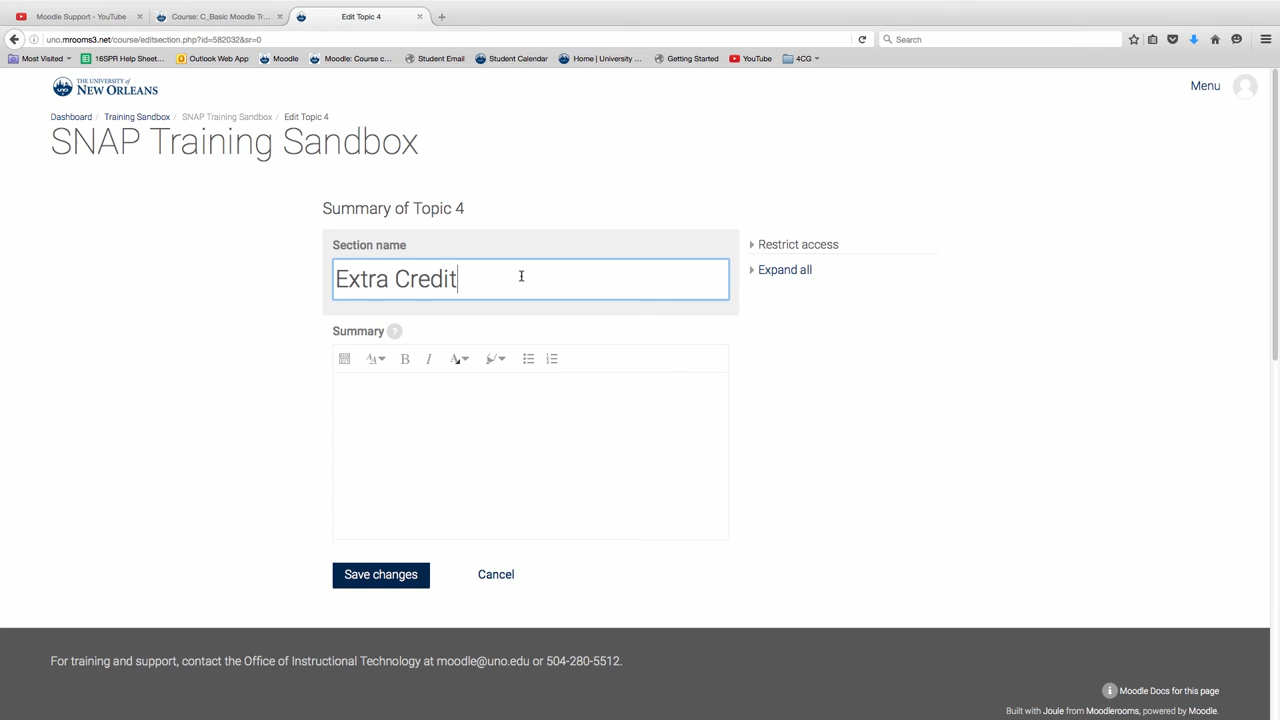 Moodle Support - YouTube
Course: C_Basic Moodle Tr...
Edit Topic 4
uno.mrooms3.net/course/editsection.php?id=582032&sr=0
Search
Most Visited
16SPR Help Sheet...
Outlook Web App
Moodle
Moodle: Course c...
Student Email
Student Calendar
Home | University ...
Getting Started
YouTube
4CG
THE UNIVERSITY of
NEW ORLEANS
Menu
Dashboard / Training Sandbox / SNAP Training Sandbox / Edit Topic 4
SNAP Training Sandbox
Summary of Topic 4
Section name
Restrict access
Expand all
Extra Credit
Summary ?
Save changes
Cancel
For training and support, contact the Office of Instructional Technology at moodle@uno.edu or 504-280-5512.
Moodle Docs for this page
Built with Joule from Moodlerooms, powered by Moodle.